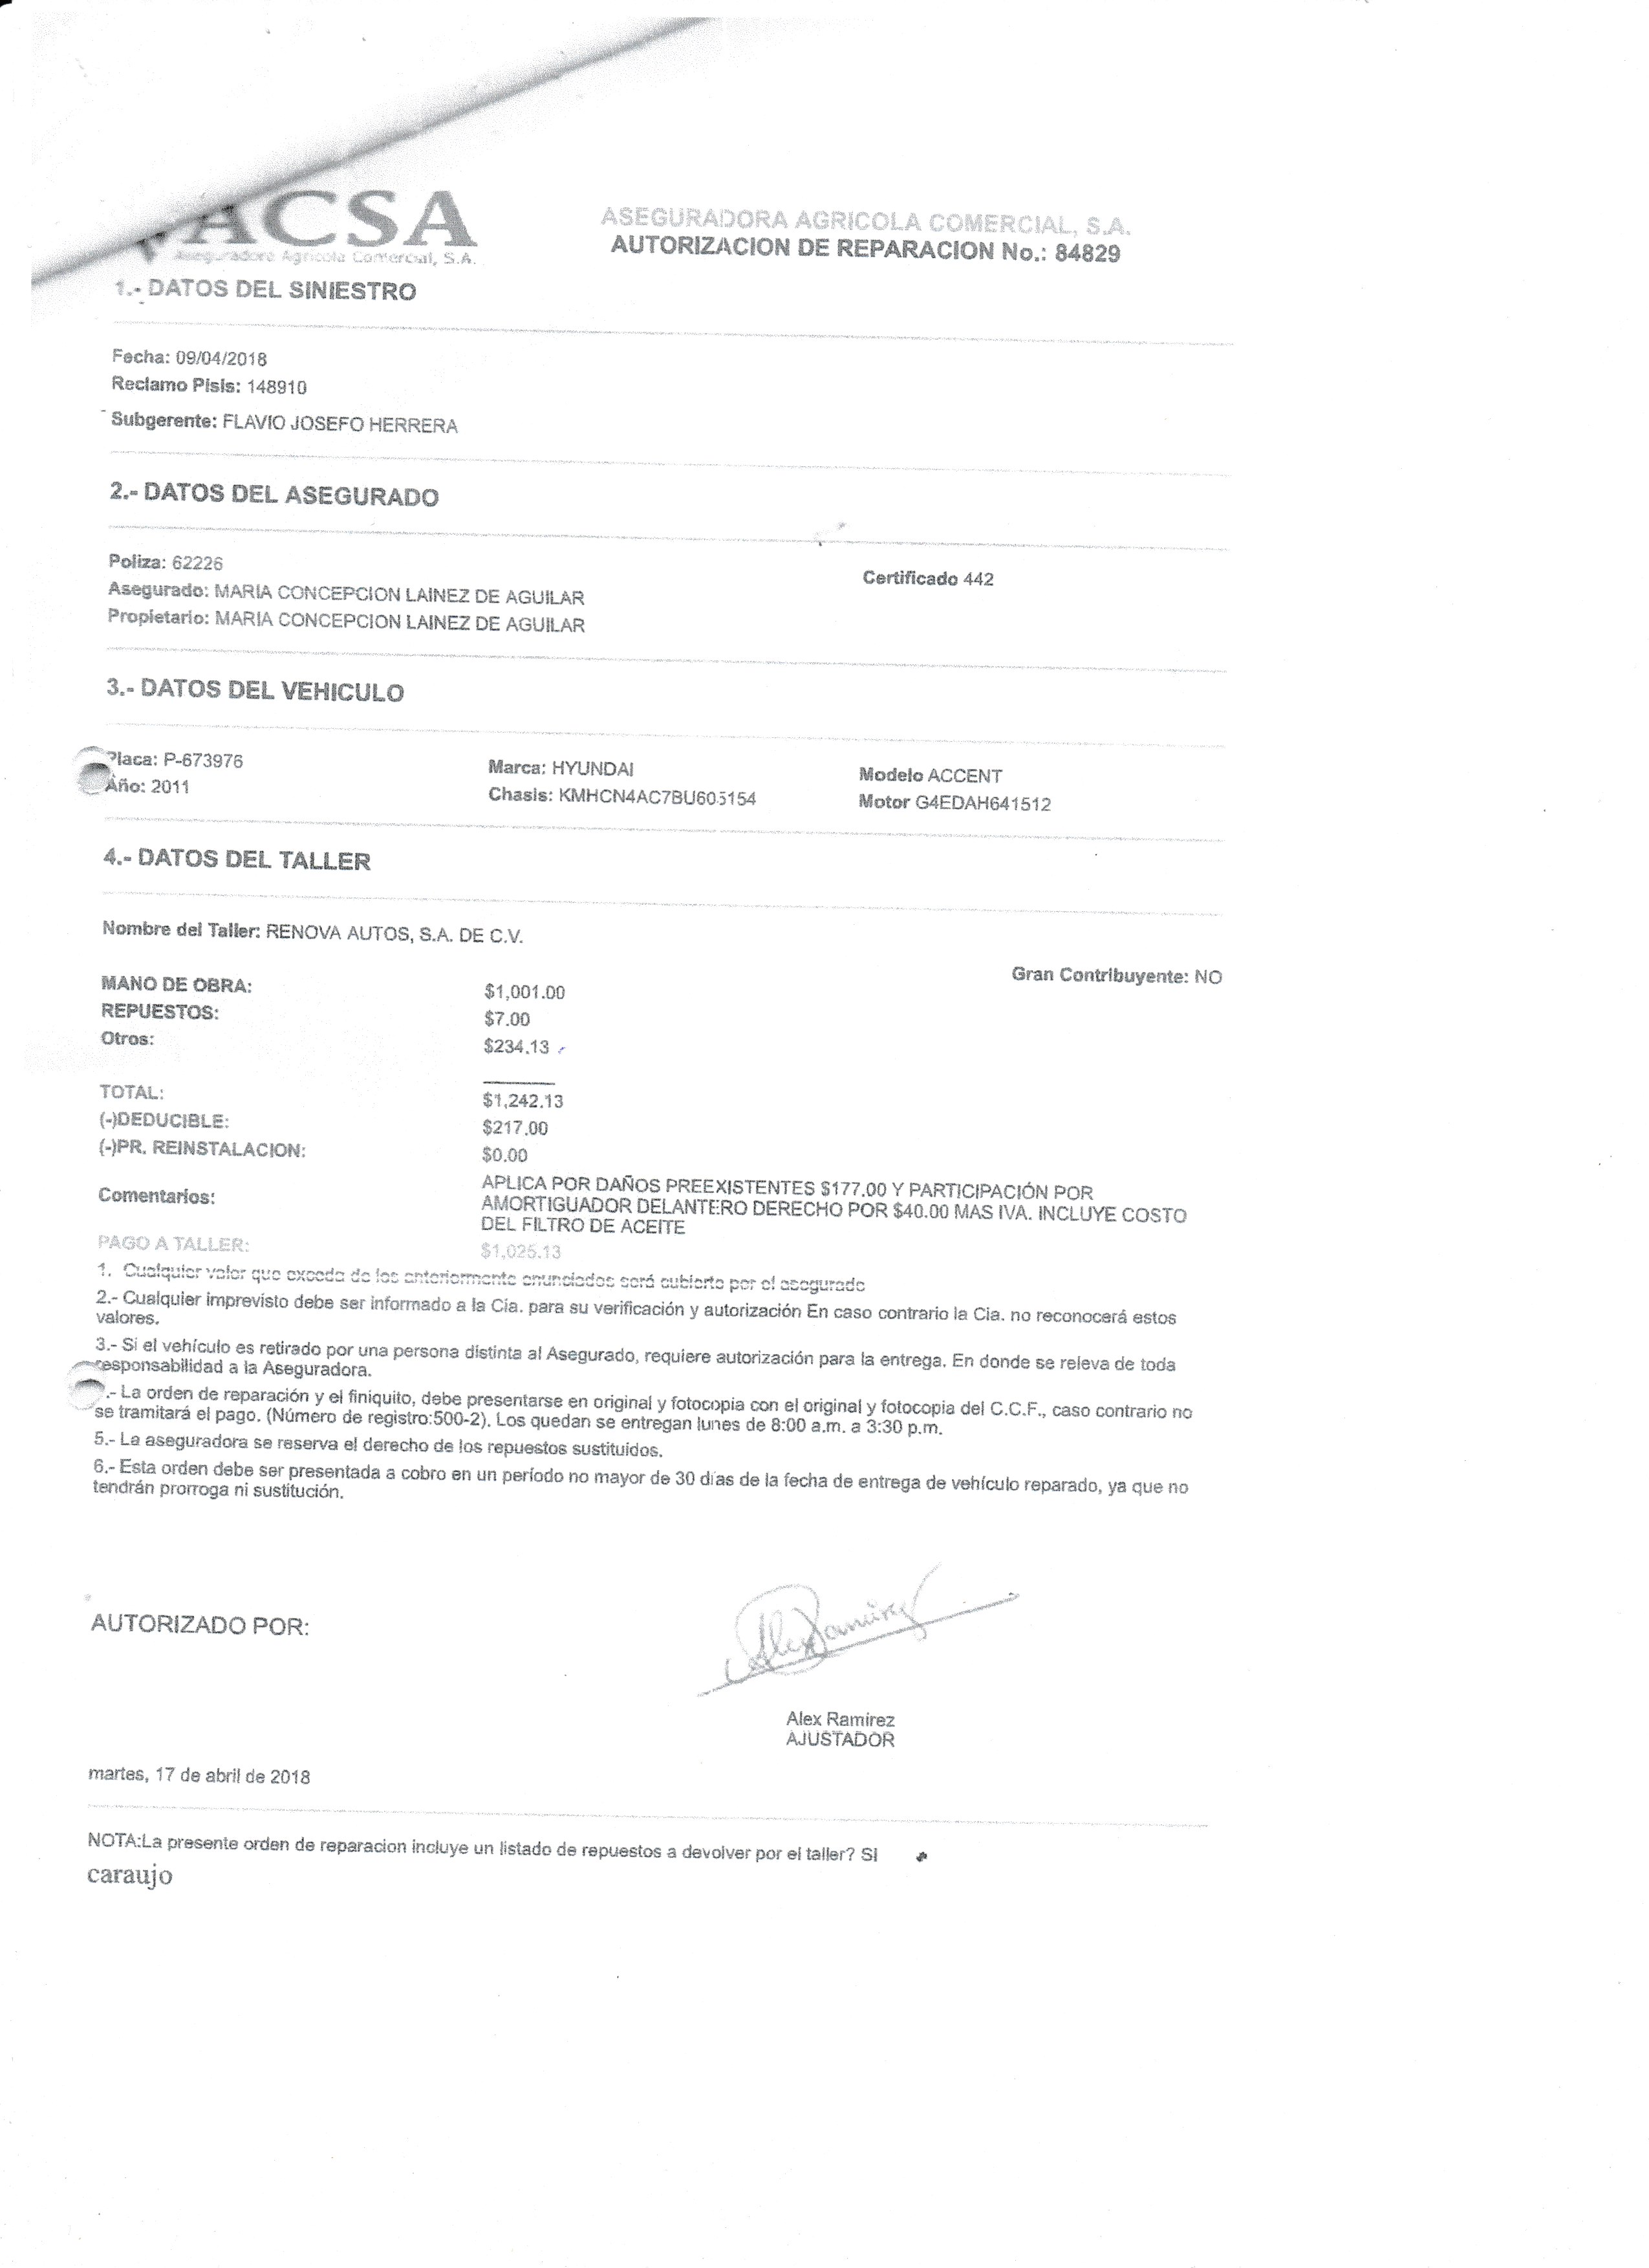 ACSA
Aseguradora Agrícola Comercial, S.A.
ASEGURADORA AGRICOLA COMERCIAL, S.A.
AUTORIZACION DE REPARACION No.: 84829
1.- DATOS DEL SINIESTRO
Fecha: 09/04/2018
Reclamo Pisis: 148910
Subgerente: FLAVIO JOSEFO HERRERA
2.- DATOS DEL ASEGURADO
Poliza: 62226 Certificado 442
Asegurado: MARIA CONCEPCION LAINEZ DE AGUILAR
Propietario: MARIA CONCEPCION LAINEZ DE AGUILAR
3.- DATOS DEL VEHICULO
Placa: P-673976 Marca: HYUNDAI Modelo ACCENT
Año: 2011 Chasis: KMHCN4AC7BU605154 Motor G4EDAH641512
4.- DATOS DEL TALLER
Nombre del Taller: RENOVA AUTOS, S.A. DE C.V.
Gran Contribuyente: NO
MANO DE OBRA: $1,001.00
REPUESTOS: $7.00
Otros: $234.13
TOTAL: $1,242.13
(-)DEDUCIBLE: $217.00
(-)PR. REINSTALACION: $0.00
Comentarios: APLICA POR DAÑOS PREEXISTENTES $177.00 Y PARTICIPACIÓN POR
AMORTIGUADOR DELANTERO DERECHO POR $40.00 MAS IVA. INCLUYE COSTO
DEL FILTRO DE ACEITE
PAGO A TALLER: $1,025.13
1. Cualquier valor que exceda de los anteriormente enunciados será cubierto por el asegurado
2.- Cualquier imprevisto debe ser informado a la Cía. para su verificación y autorización En caso contrario la Cia. no reconocerá estos
valores.
3.- Si el vehículo es retirado por una persona distinta al Asegurado, requiere autorización para la entrega. En donde se releva de toda
responsabilidad a la Aseguradora.
.- La orden de reparación y el finiquito, debe presentarse en original y fotocopia con el original y fotocopia del C.C.F., caso contrario no
se tramitará el pago. (Número de registro:500-2). Los quedan se entregan lunes de 8:00 a.m. a 3:30 p.m.
5.- La aseguradora se reserva el derecho de los repuestos sustituidos.
6.- Esta orden debe ser presentada a cobro en un período no mayor de 30 días de la fecha de entrega de vehículo reparado, ya que no
tendrán prorroga ni sustitución.
AUTORIZADO POR:
Alex Ramirez
Alex Ramirez
AJUSTADOR
martes, 17 de abril de 2018
NOTA:La presente orden de reparacion incluye un listado de repuestos a devolver por el taller? SI
caraujo